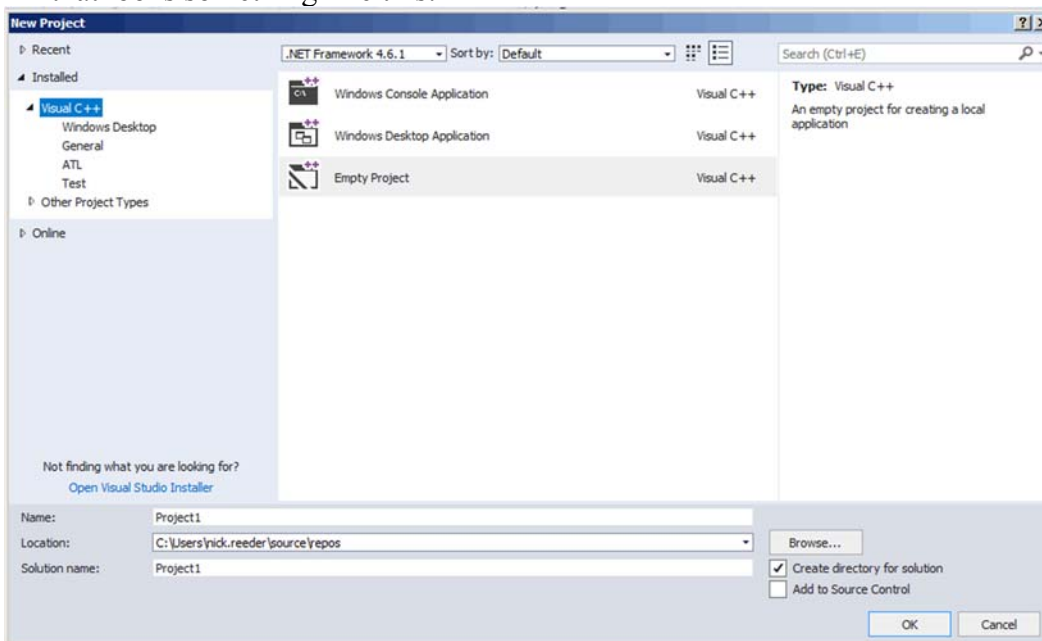 New Project
Recent
Installed
Visual C++
Windows Desktop
General
ATL
Test
Other Project Types
Online
Not finding what you are looking for?
Open Visual Studio Installer
.NET Framework 4.6.1 Sort by: Default
Search (Ctrl+E)
Windows Console Application Visual C++
Windows Desktop Application Visual C++
Empty Project Visual C++
Type: Visual C++
An empty project for creating a local
application
Name: Project1
Location: C:\Users\nick.reeder\source\repos
Browse...
Solution name: Project1
Create directory for solution
Add to Source Control
OK Cancel